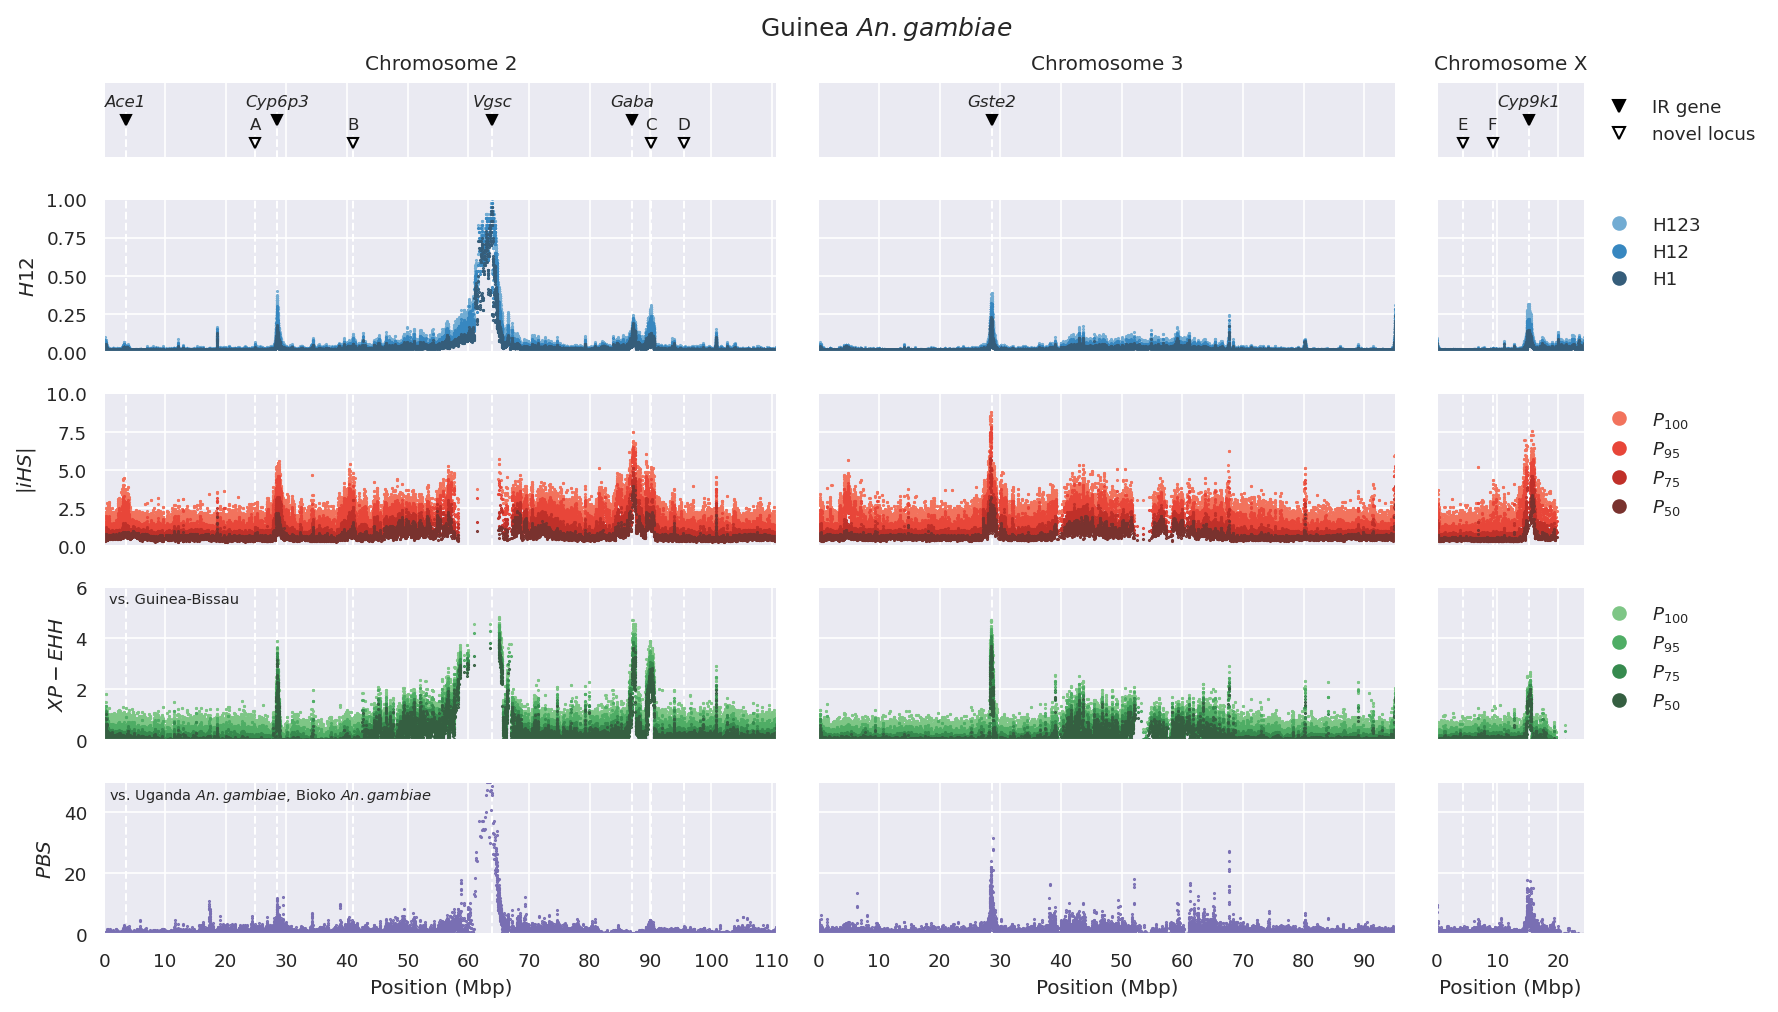 Guinea An. gambiae
Chromosome 2 Chromosome 3 Chromosome X
Ace1 Cyp6p3 Vgsc Gaba Gste2 Cyp9k1 IR gene
A B C D E F novel locus
1.00
0.75
0.50
0.25
0.00
H12
H123
H12
H1
10.0
7.5
5.0
2.5
0.0
|iHS|
P100
P95
P75
P50
vs. Guinea-Bissau
6
4
2
0
XP − EHH
P100
P95
P75
P50
vs. Uganda An. gambiae, Bioko An. gambiae
40
20
0
PBS
0 10 20 30 40 50 60 70 80 90 100 110 0 10 20 30 40 50 60 70 80 90 0 10 20
Position (Mbp) Position (Mbp) Position (Mbp)